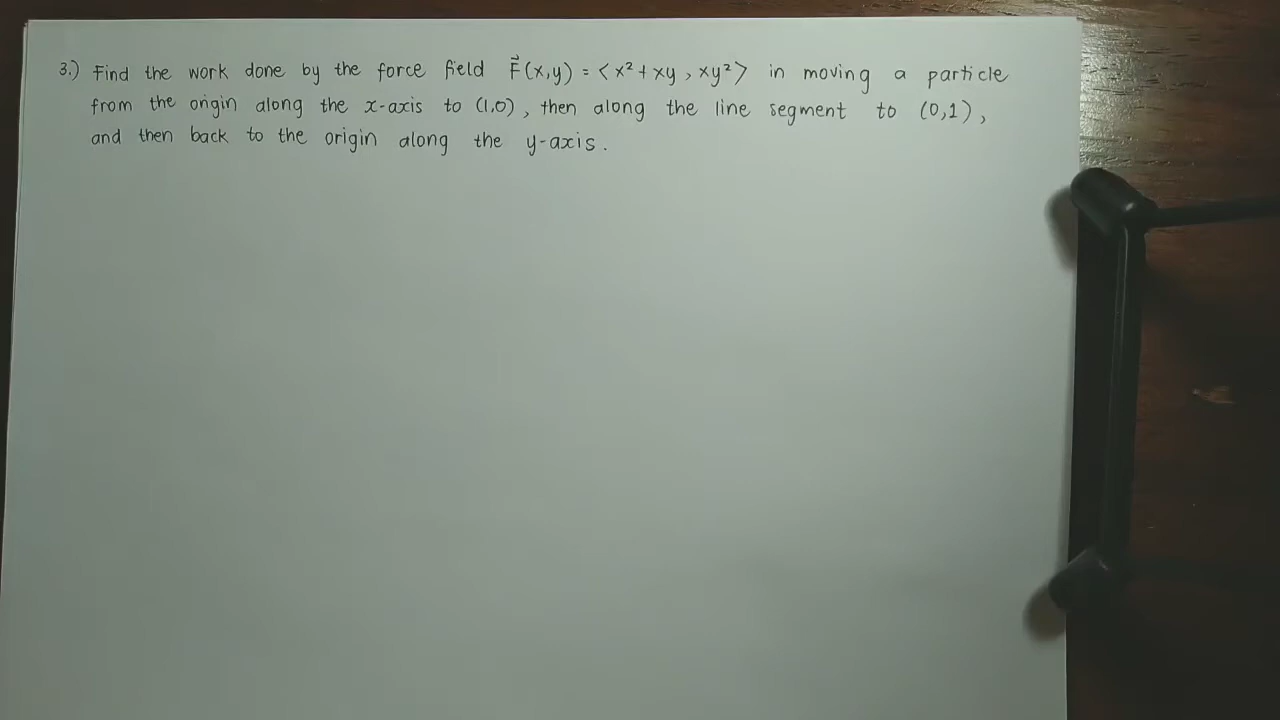 3.) Find the work done by the force field F⃗(x,y) = <x² + xy , xy²> in moving a particle
from the origin along the x-axis to (1,0), then along the line segment to (0,1),
and then back to the origin along the y-axis.